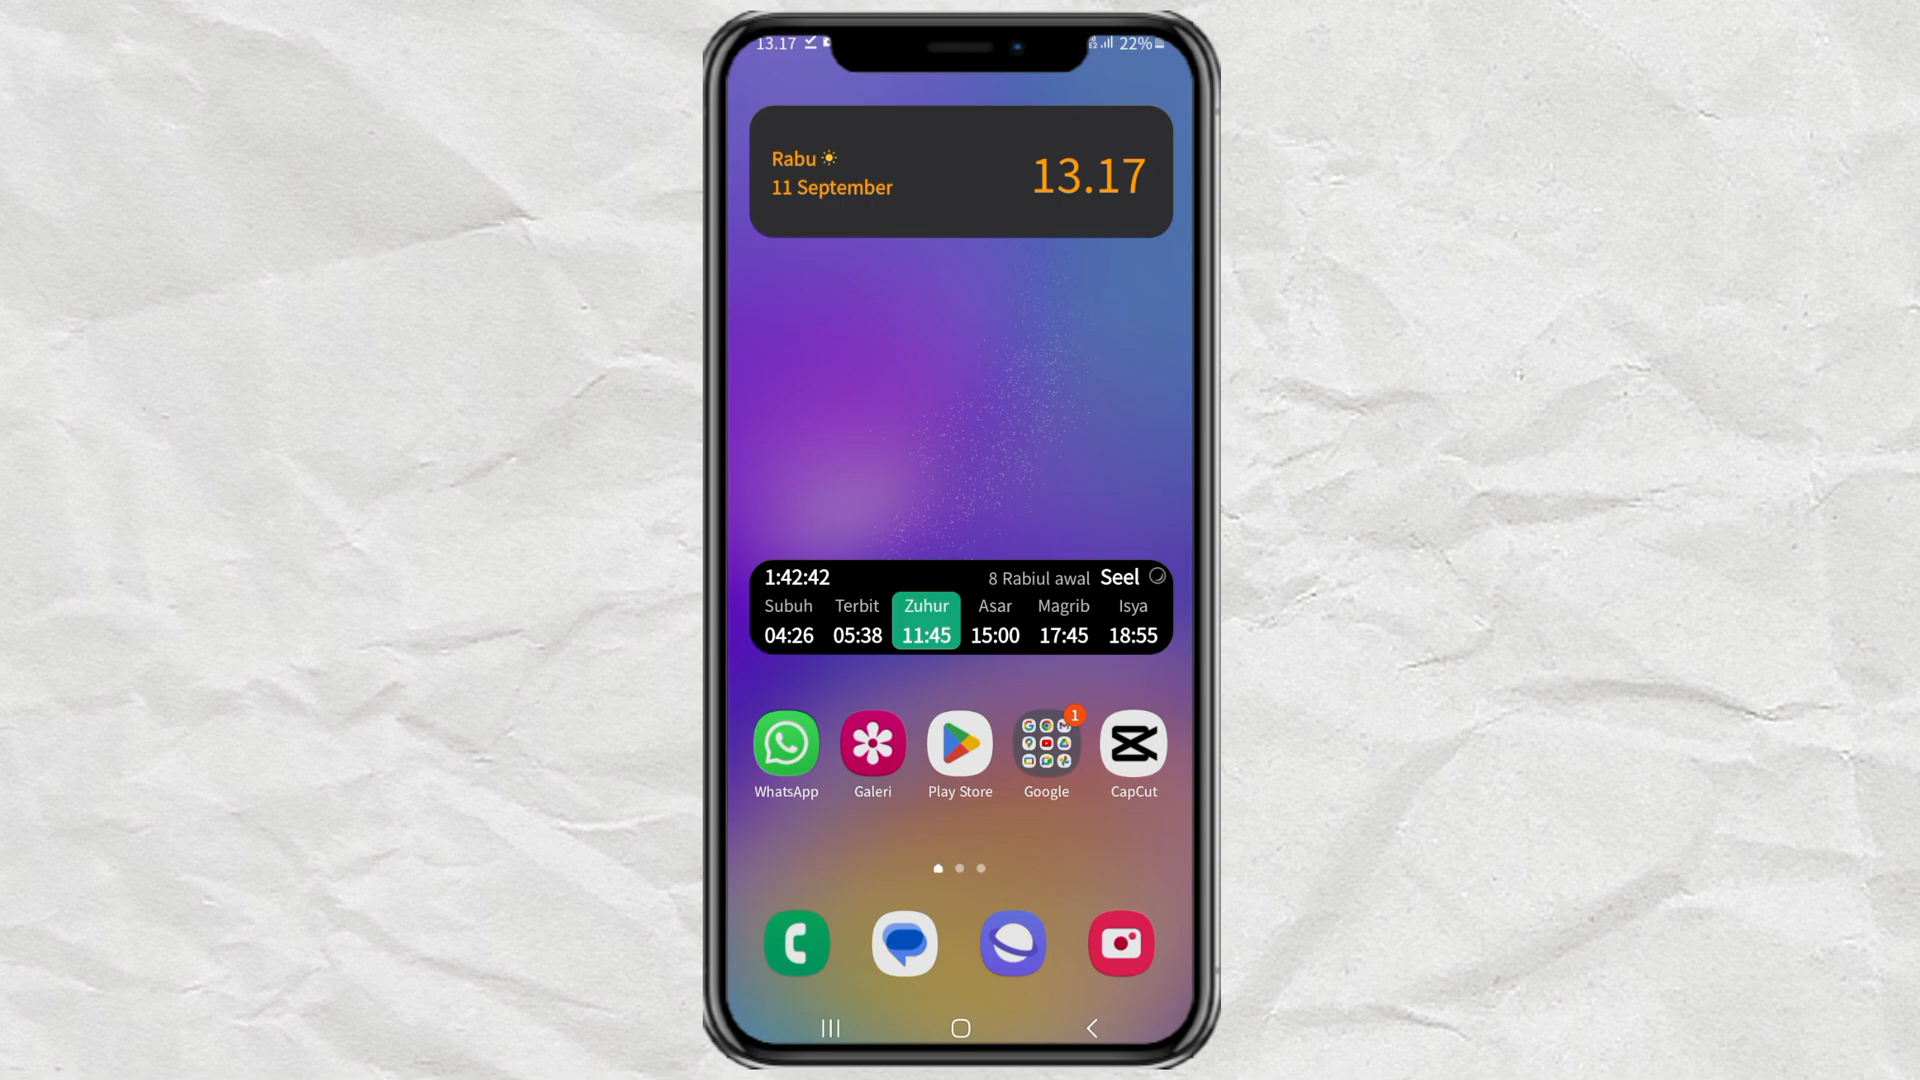 13.17
22%
Rabu
11 September
13.17
1:42:42 8 Rabiul awal Seel
Subuh Terbit Zuhur Asar Magrib Isya
04:26 05:38 11:45 15:00 17:45 18:55
1
WhatsApp Galeri Play Store Google CapCut